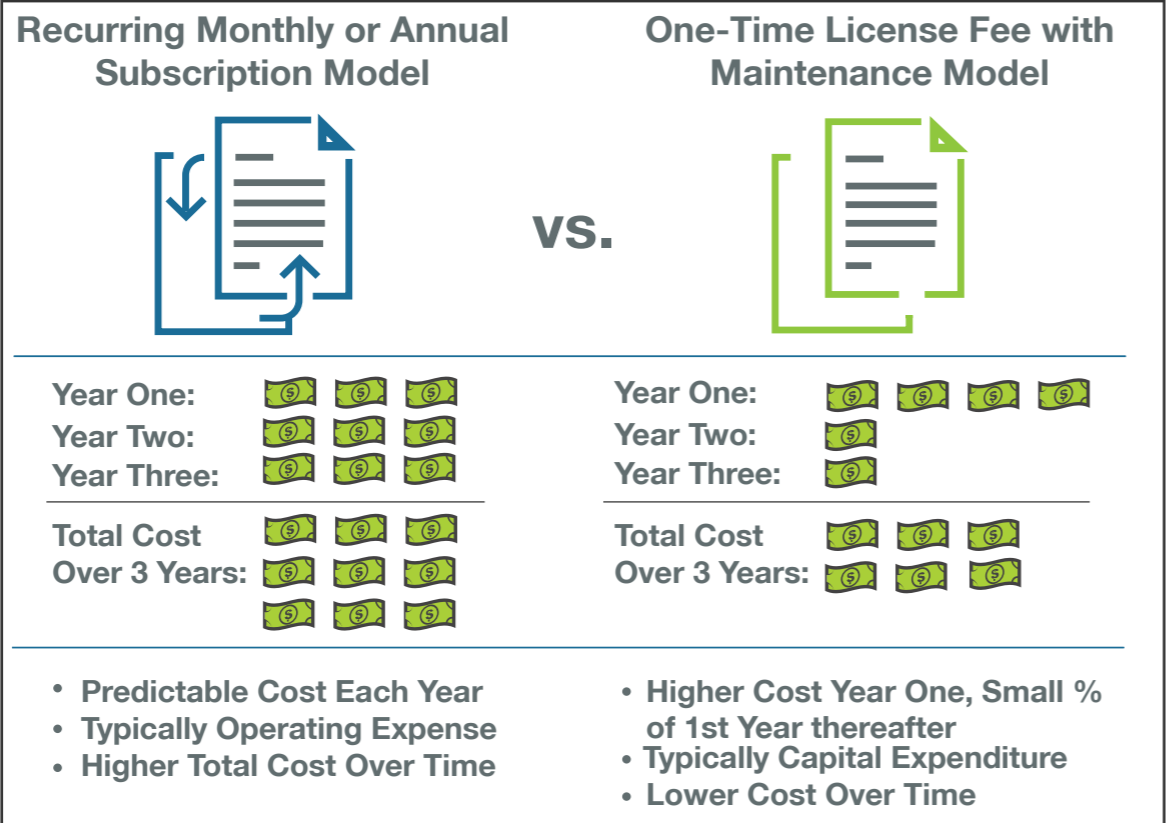 Recurring Monthly or Annual
Subscription Model
One-Time License Fee with
Maintenance Model
vs.
Year One:
Year Two:
Year Three:
Total Cost
Over 3 Years:
Year One:
Year Two:
Year Three:
Total Cost
Over 3 Years:
• Predictable Cost Each Year
• Typically Operating Expense
• Higher Total Cost Over Time
• Higher Cost Year One, Small %
of 1st Year thereafter
• Typically Capital Expenditure
• Lower Cost Over Time